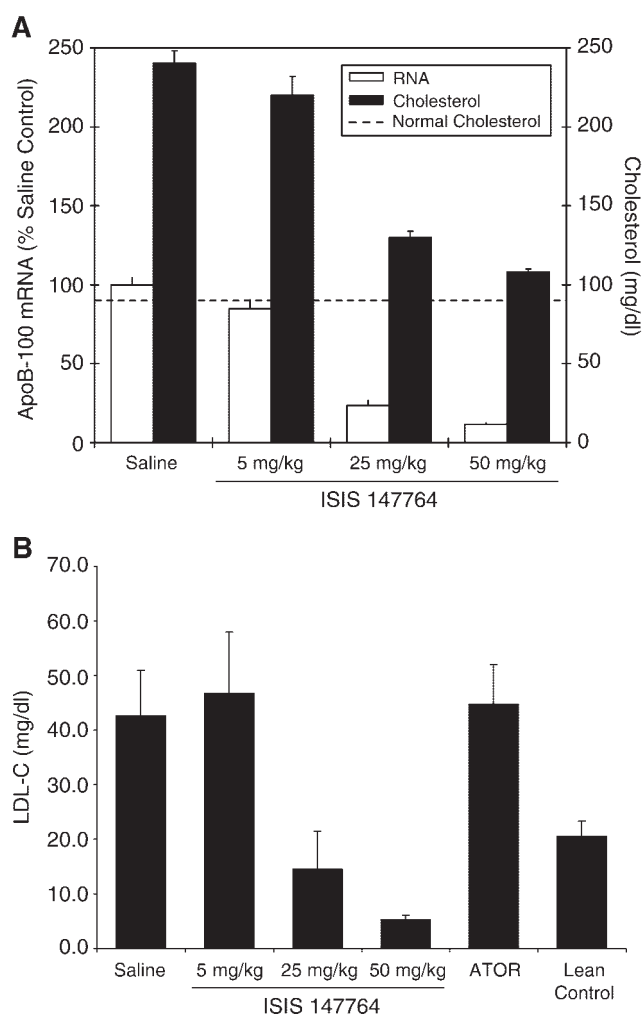 A
ApoB-100 mRNA (% Saline Control)
250
200
150
100
50
0
RNA
Cholesterol
Normal Cholesterol
250
200
150
100
50
0
Cholesterol (mg/dl)
Saline
5 mg/kg
25 mg/kg
50 mg/kg
ISIS 147764
B
LDL-C (mg/dl)
70.0
60.0
50.0
40.0
30.0
20.0
10.0
0.0
Saline
5 mg/kg
25 mg/kg
50 mg/kg
ATOR
Lean
Control
ISIS 147764